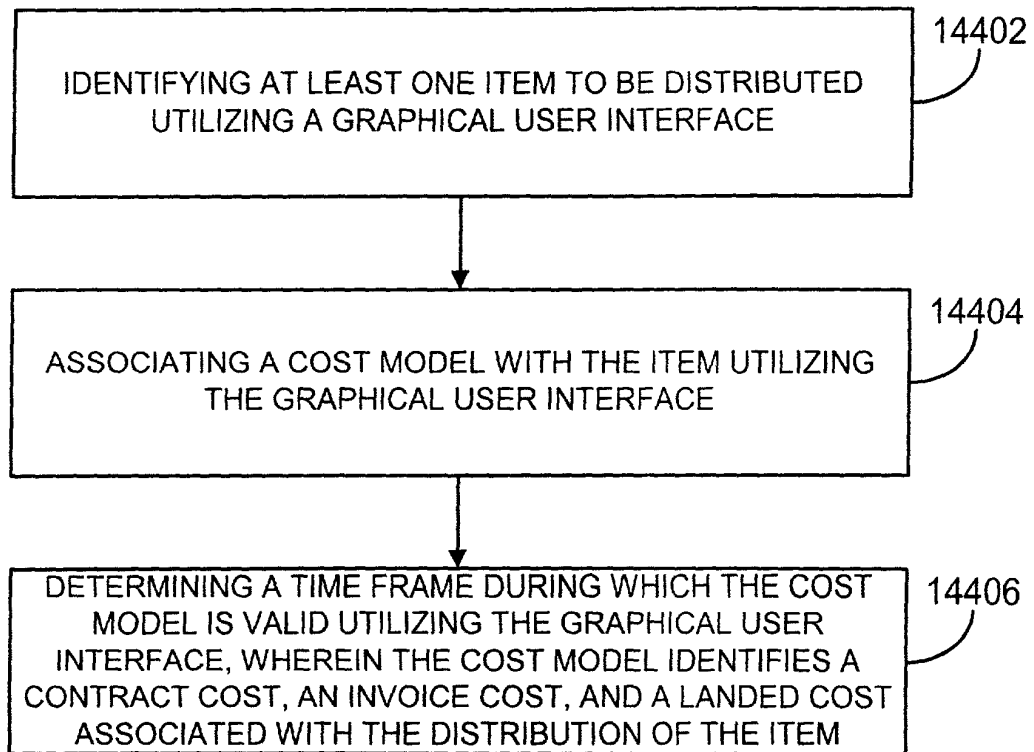 14402
IDENTIFYING AT LEAST ONE ITEM TO BE DISTRIBUTED
UTILIZING A GRAPHICAL USER INTERFACE
14404
ASSOCIATING A COST MODEL WITH THE ITEM UTILIZING
THE GRAPHICAL USER INTERFACE
14406
DETERMINING A TIME FRAME DURING WHICH THE COST
MODEL IS VALID UTILIZING THE GRAPHICAL USER
INTERFACE, WHEREIN THE COST MODEL IDENTIFIES A
CONTRACT COST, AN INVOICE COST, AND A LANDED COST
ASSOCIATED WITH THE DISTRIBUTION OF THE ITEM